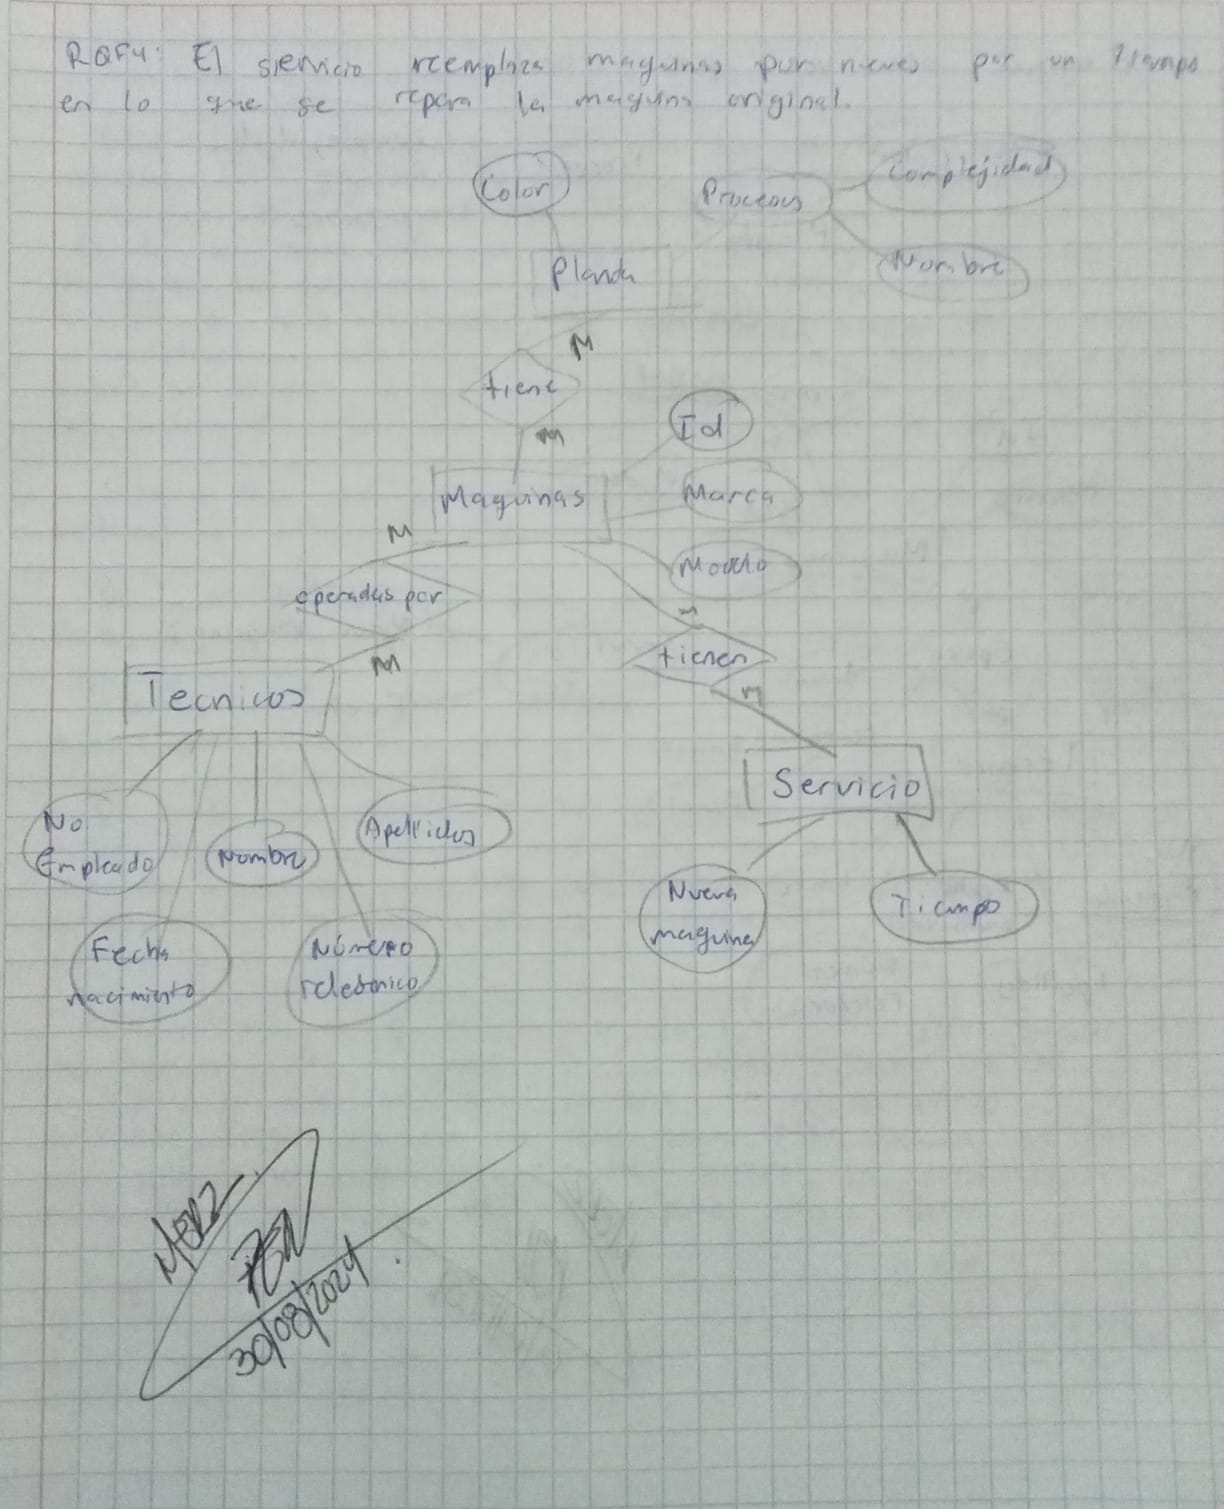 RQF4: El servicio reemplaza maquinas por nuevas por un tiempo
en lo que se repara la maquina original.
Color
Procesos
Complejidad
Nombre
Planta
M
tiene
M
Id
Maquinas
Marca
M
Modelo
operadas por
M
tienen
M
M
Tecnicos
Servicio
No
Empleado
Nombre
Apellidos
Nueva
maquina
Tiempo
Fecha
nacimiento
Número
telefonico
30/08/2024